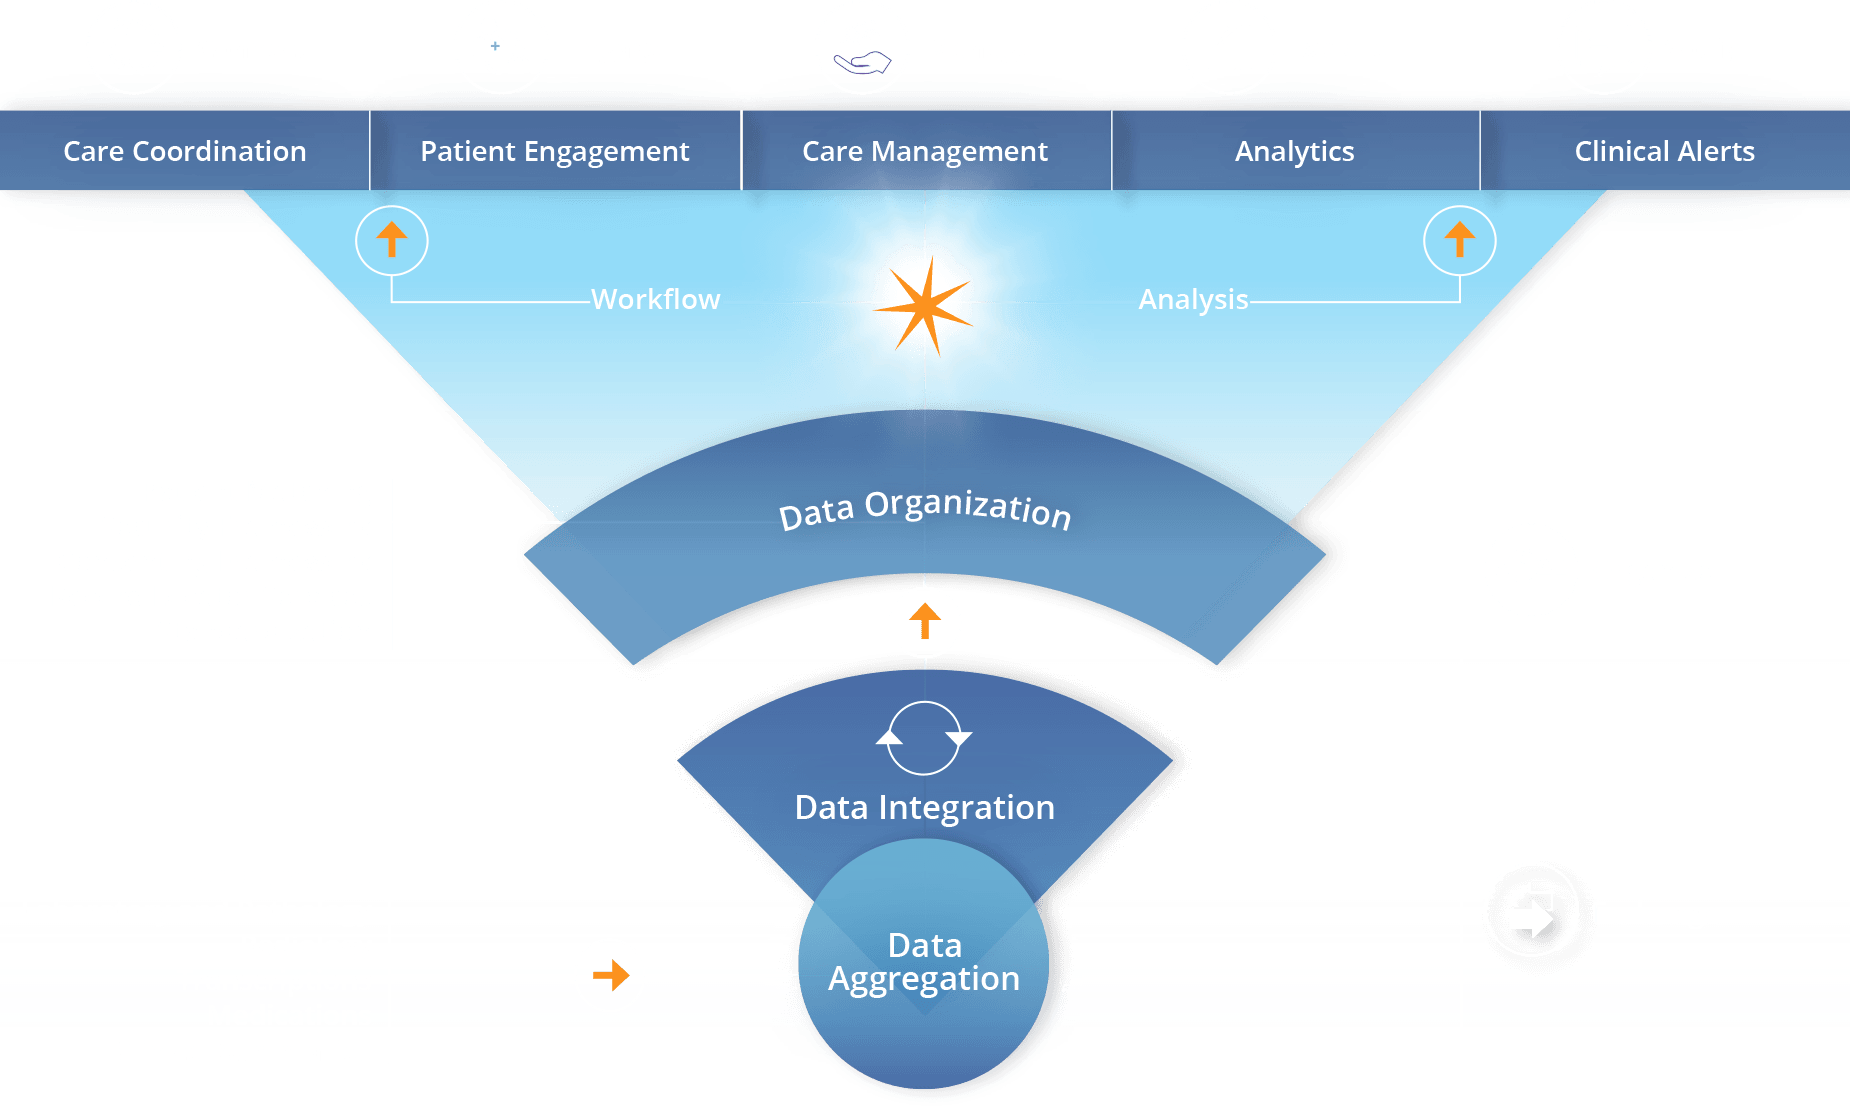 Care Coordination
Patient Engagement
Care Management
Analytics
Clinical Alerts
Workflow
Analysis
Data Organization
Data Integration
Data
Aggregation